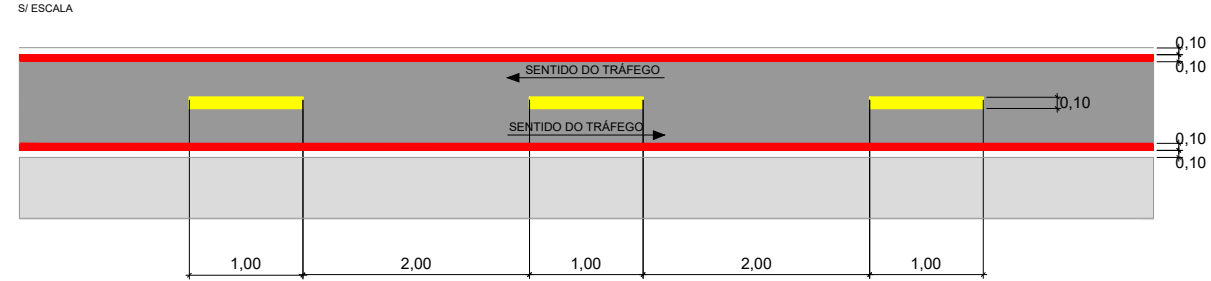 S/ ESCALA
0,10
0,10
SENTIDO DO TRÁFEGO
0,10
SENTIDO DO TRÁFEGO
0,10
0,10
1,00 2,00 1,00 2,00 1,00